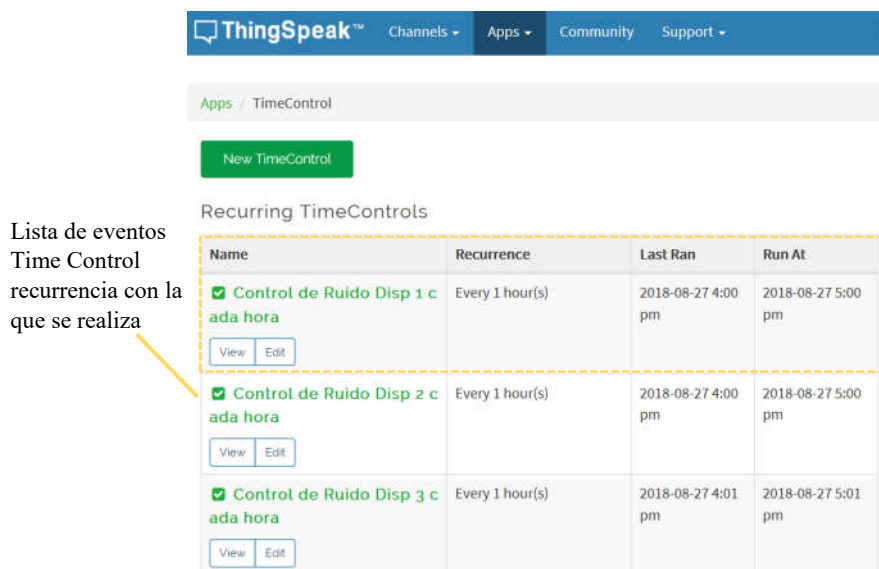 ThingSpeak™ Channels Apps Community Support
Apps / TimeControl
New TimeControl
Recurring TimeControls
Lista de eventos
Time Control
recurrencia con la
que se realiza
Name Recurrence Last Ran Run At
Control de Ruido Disp 1 c Every 1 hour(s) 2018-08-27 4:00 2018-08-27 5:00
ada hora pm pm
View Edit
Control de Ruido Disp 2 c Every 1 hour(s) 2018-08-27 4:00 2018-08-27 5:00
ada hora pm pm
View Edit
Control de Ruido Disp 3 c Every 1 hour(s) 2018-08-27 4:01 2018-08-27 5:01
ada hora pm pm
View Edit